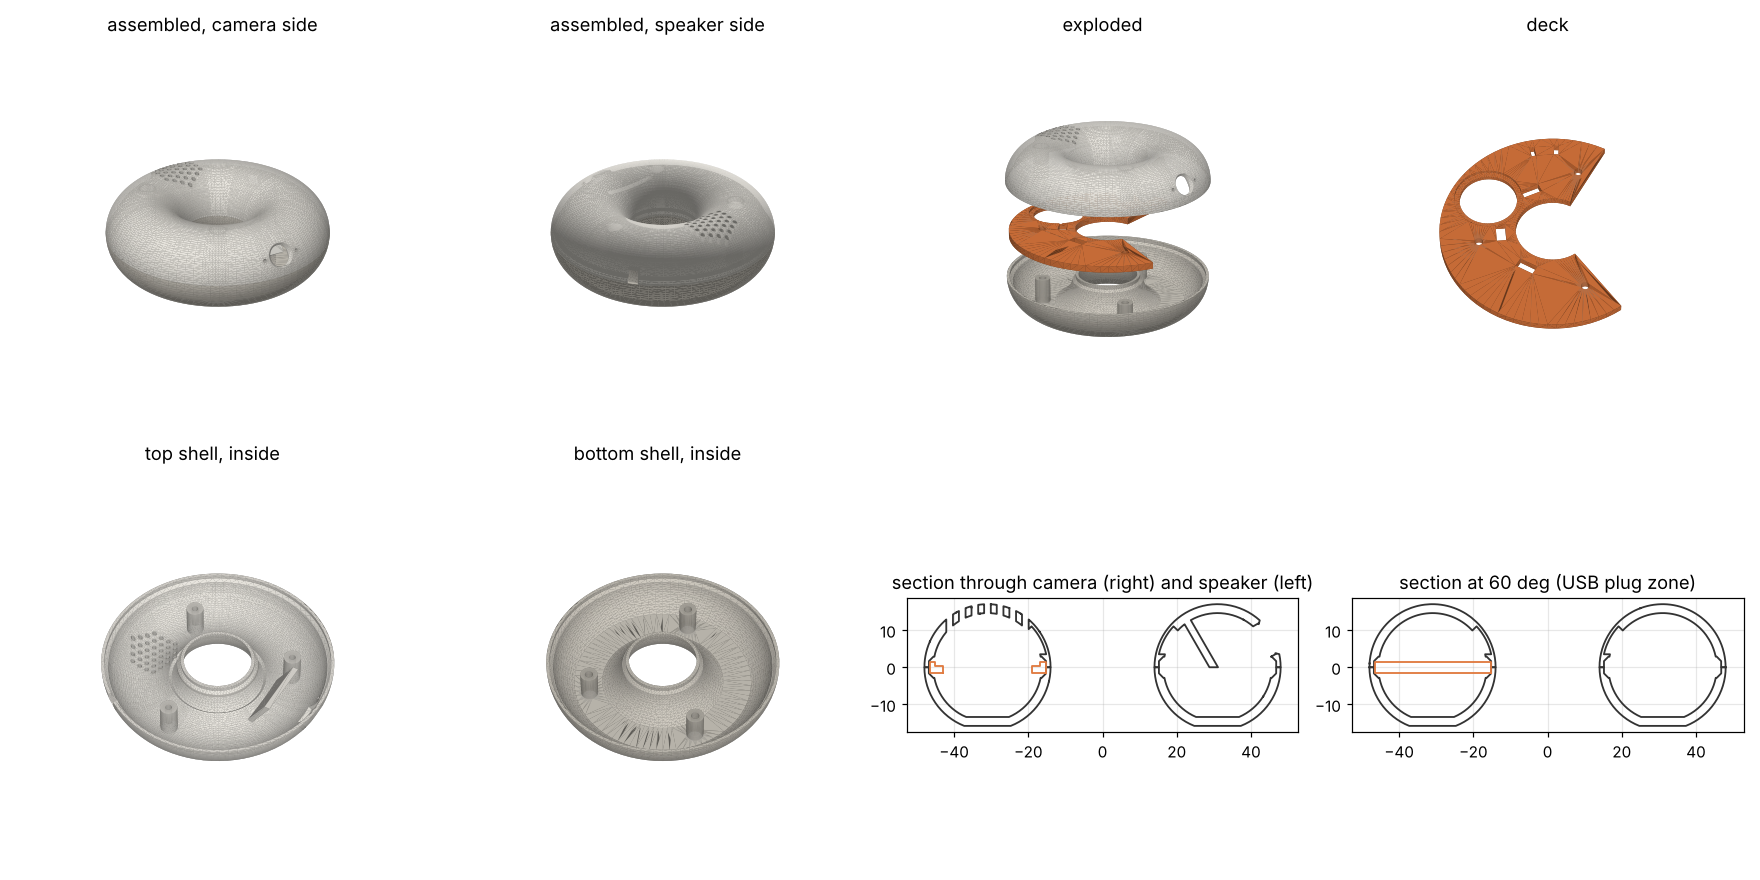 assembled, camera side
assembled, speaker side
exploded
deck
top shell, inside
bottom shell, inside
section through camera (right) and speaker (left)
section at 60 deg (USB plug zone)
10
0
−10
−40
−20
0
20
40
10
0
−10
−40
−20
0
20
40